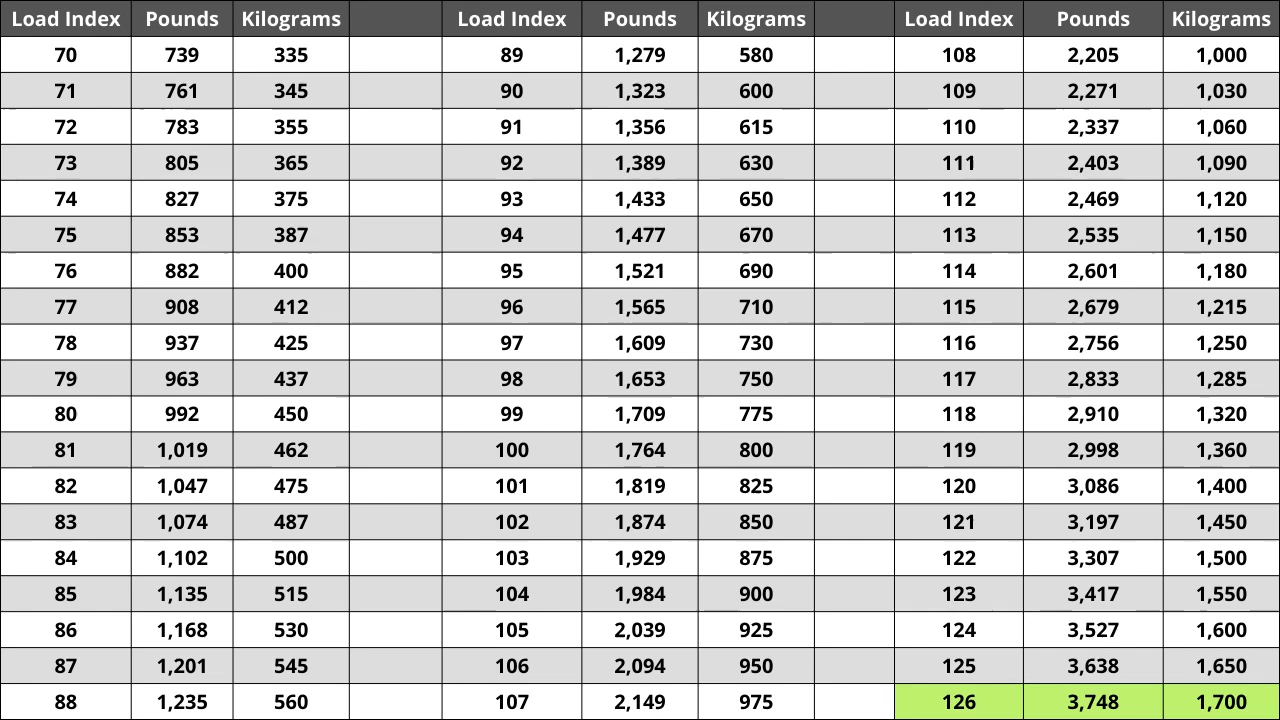 Load Index Pounds Kilograms Load Index Pounds Kilograms Load Index Pounds Kilograms
70 739 335 89 1,279 580 108 2,205 1,000
71 761 345 90 1,323 600 109 2,271 1,030
72 783 355 91 1,356 615 110 2,337 1,060
73 805 365 92 1,389 630 111 2,403 1,090
74 827 375 93 1,433 650 112 2,469 1,120
75 853 387 94 1,477 670 113 2,535 1,150
76 882 400 95 1,521 690 114 2,601 1,180
77 908 412 96 1,565 710 115 2,679 1,215
78 937 425 97 1,609 730 116 2,756 1,250
79 963 437 98 1,653 750 117 2,833 1,285
80 992 450 99 1,709 775 118 2,910 1,320
81 1,019 462 100 1,764 800 119 2,998 1,360
82 1,047 475 101 1,819 825 120 3,086 1,400
83 1,074 487 102 1,874 850 121 3,197 1,450
84 1,102 500 103 1,929 875 122 3,307 1,500
85 1,135 515 104 1,984 900 123 3,417 1,550
86 1,168 530 105 2,039 925 124 3,527 1,600
87 1,201 545 106 2,094 950 125 3,638 1,650
88 1,235 560 107 2,149 975 126 3,748 1,700